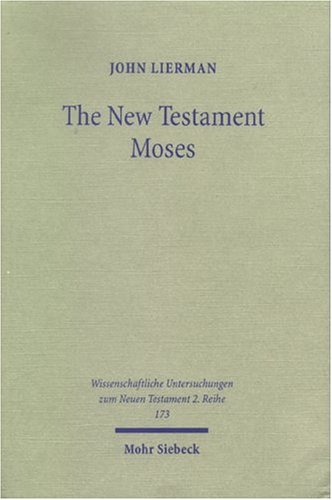 JOHN LIERMAN
The New Testament
Moses
Wissenschaftliche Untersuchungen
zum Neuen Testament 2. Reihe
173
Mohr Siebeck